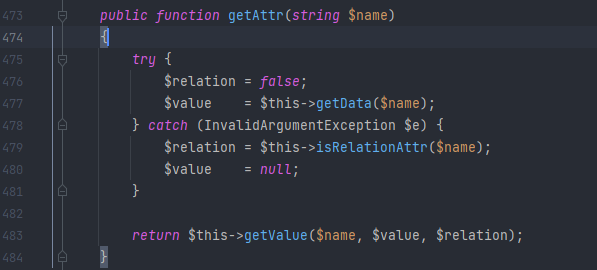 473 public function getAttr(string $name)
474 {
475 try {
476 $relation = false;
477 $value    = $this->getData($name);
478 } catch (InvalidArgumentException $e) {
479 $relation = $this->isRelationAttr($name);
480 $value    = null;
481 }
482
483 return $this->getValue($name, $value, $relation);
484 }